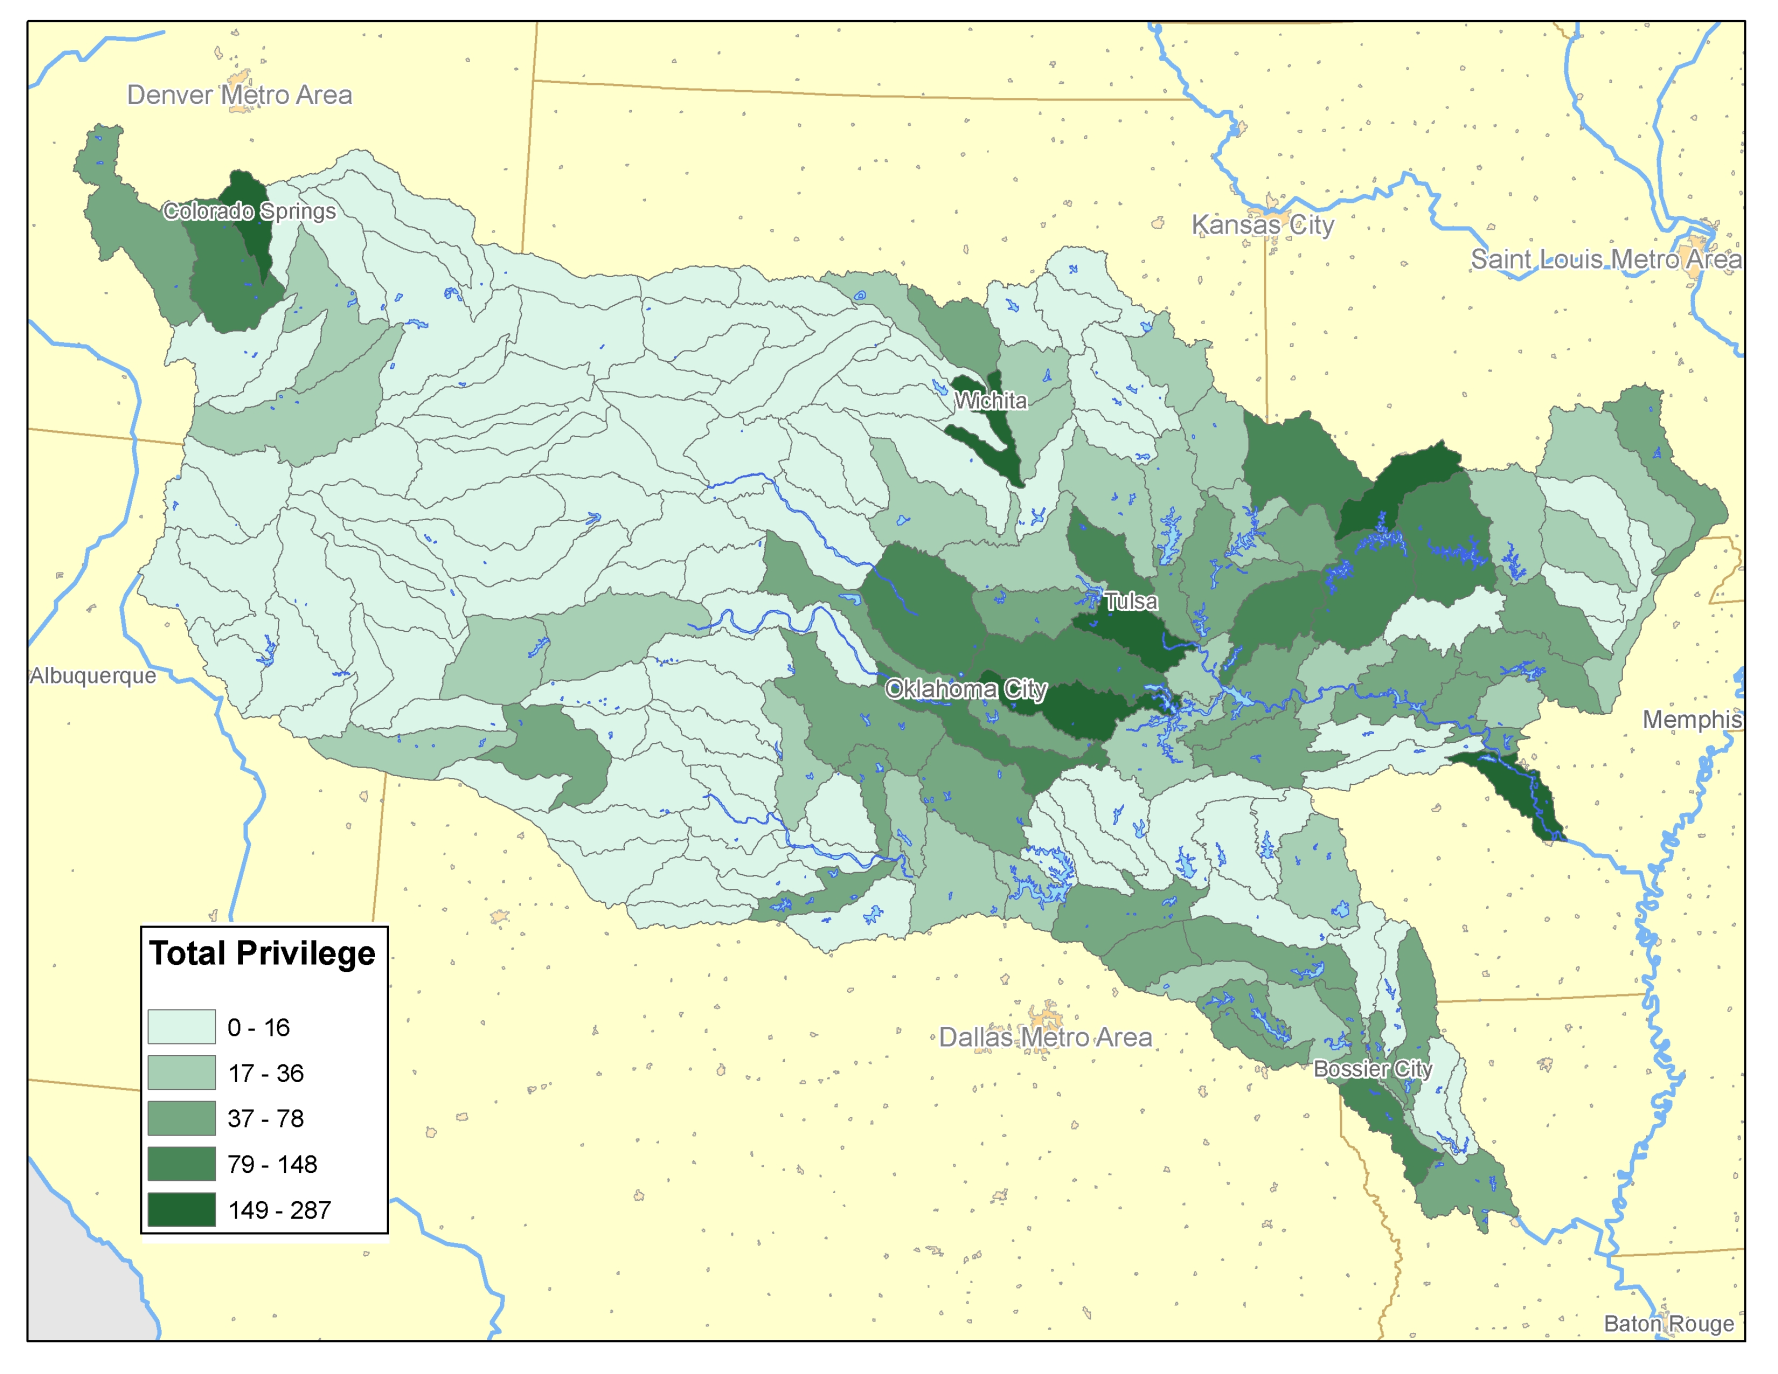 Denver Metro Area
Colorado Springs
Kansas City
Saint Louis Metro Area
Wichita
Tulsa
Albuquerque
Oklahoma City
Memphis
Total Privilege
0 - 16
17 - 36
37 - 78
79 - 148
149 - 287
Dallas Metro Area
Bossier City
Baton Rouge